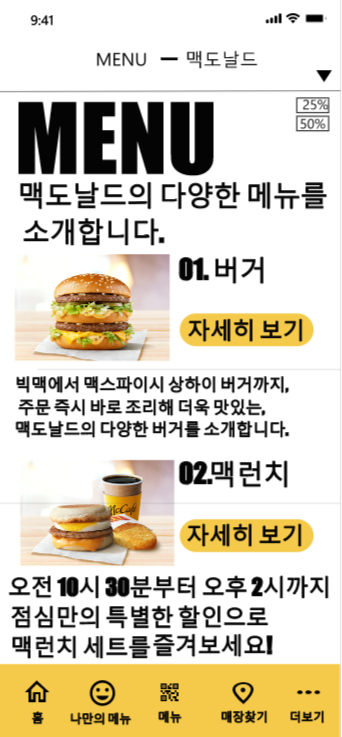 9:41
MENU — 맥도날드
25%
50%
MENU
맥도날드의 다양한 메뉴를
소개합니다.
01. 버거
자세히 보기
빅맥에서 맥스파이시 상하이 버거까지,
주문 즉시 바로 조리해 더욱 맛있는,
맥도날드의 다양한 버거를 소개합니다.
02.맥런치
McCafé
자세히 보기
오전 10시 30분부터 오후 2시까지
점심만의 특별한 할인으로
맥런치 세트를즐겨보세요!
홈 나만의 메뉴 메뉴 매장찾기 더보기